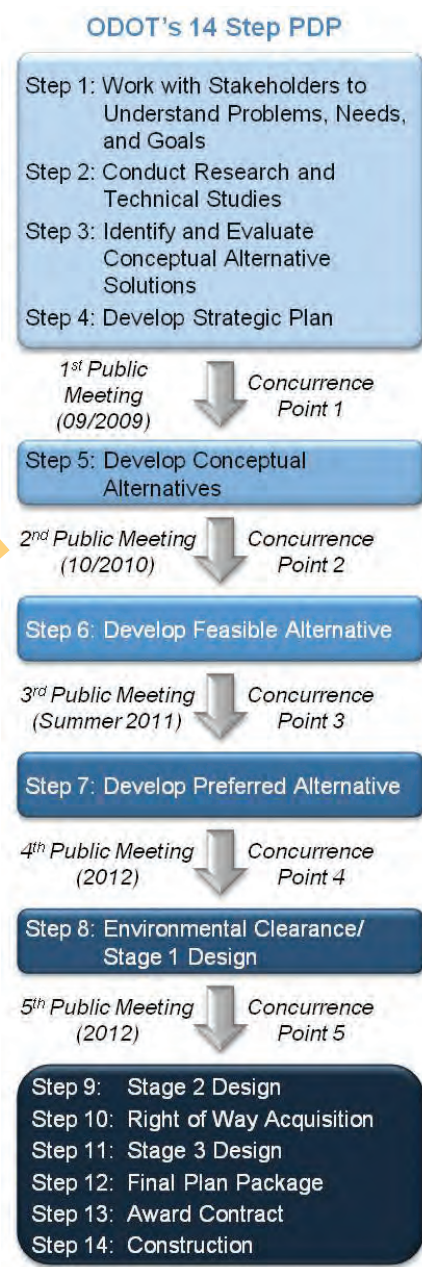 ODOT's 14 Step PDP
Step 1: Work with Stakeholders to
Understand Problems, Needs,
and Goals
Step 2: Conduct Research and
Technical Studies
Step 3: Identify and Evaluate
Conceptual Alternative
Solutions
Step 4: Develop Strategic Plan
1st Public
Meeting
(09/2009)
Concurrence
Point 1
Step 5: Develop Conceptual
Alternatives
2nd Public Meeting
(10/2010)
Concurrence
Point 2
Step 6: Develop Feasible Alternative
3rd Public Meeting
(Summer 2011)
Concurrence
Point 3
Step 7: Develop Preferred Alternative
4th Public Meeting
(2012)
Concurrence
Point 4
Step 8: Environmental Clearance/
Stage 1 Design
5th Public Meeting
(2012)
Concurrence
Point 5
Step 9: Stage 2 Design
Step 10: Right of Way Acquisition
Step 11: Stage 3 Design
Step 12: Final Plan Package
Step 13: Award Contract
Step 14: Construction